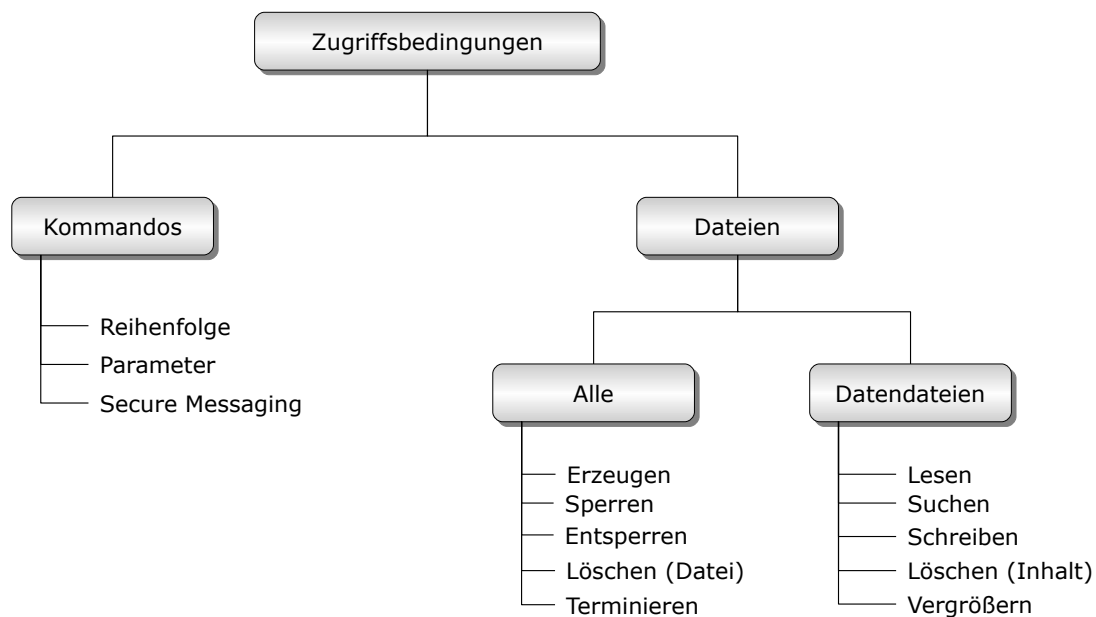 Zugriffsbedingungen
Kommandos
Reihenfolge
Parameter
Secure Messaging
Dateien
Alle
Erzeugen
Sperren
Entsperren
Löschen (Datei)
Terminieren
Datendateien
Lesen
Suchen
Schreiben
Löschen (Inhalt)
Vergrößern